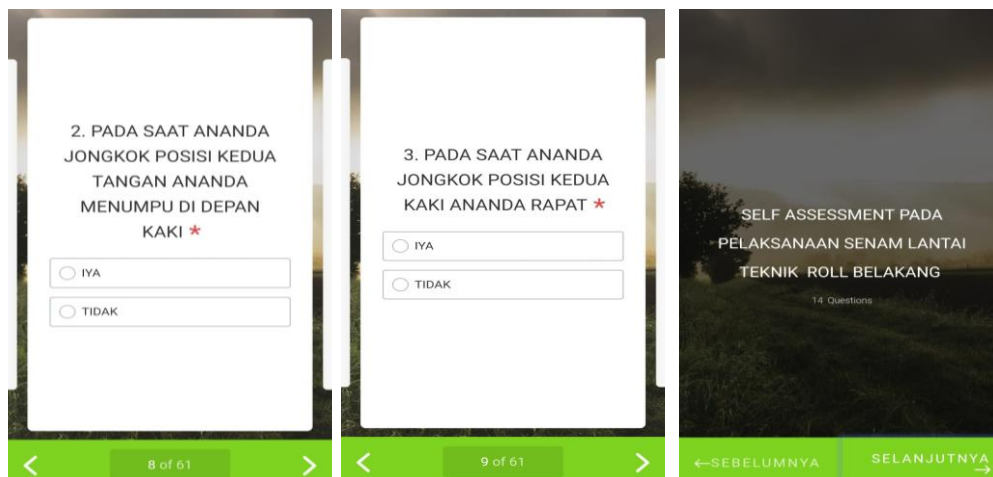 2. PADA SAAT ANANDA
JONGKOK POSISI KEDUA
TANGAN ANANDA
MENUMPU DI DEPAN
KAKI *
IYA
TIDAK
8 of 61
3. PADA SAAT ANANDA
JONGKOK POSISI KEDUA
KAKI ANANDA RAPAT *
IYA
TIDAK
9 of 61
SELF ASSESSMENT PADA
PELAKSANAAN SENAM LANTAI
TEKNIK ROLL BELAKANG
14 Questions
←SEBELUMNYA
SELANJUTNYA→